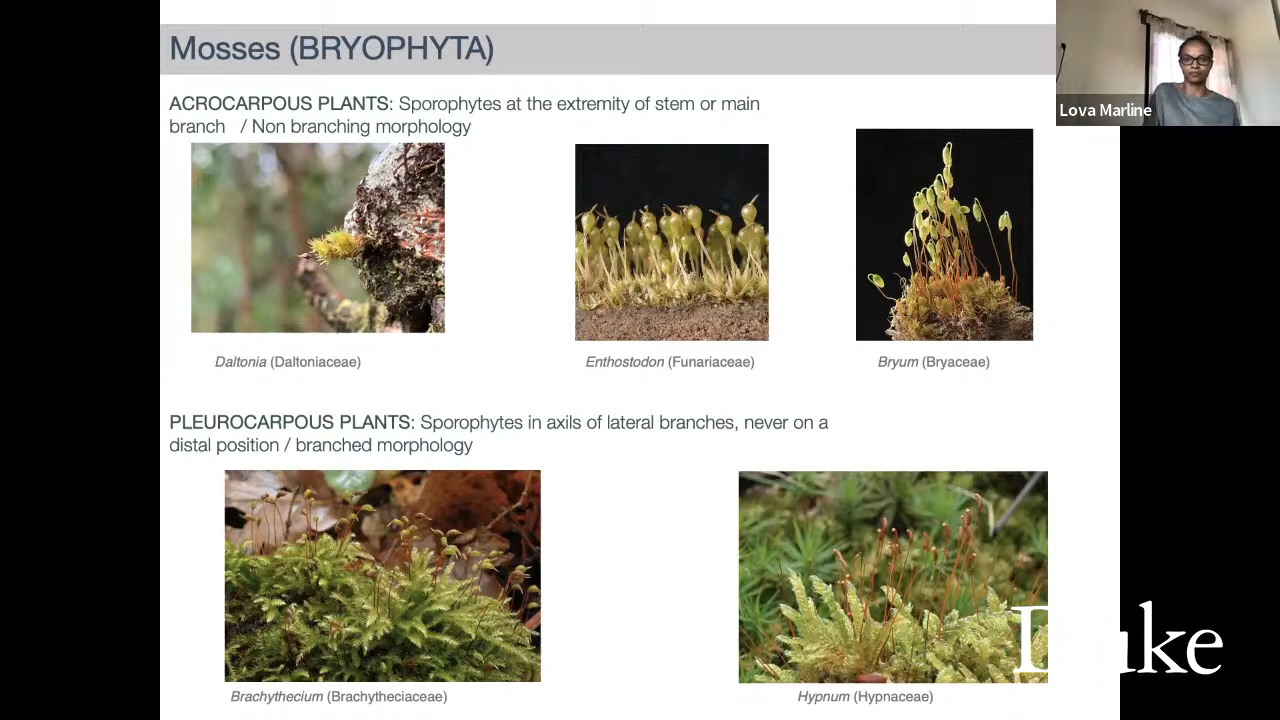 Mosses (BRYOPHYTA)
Lova Marline
ACROCARPOUS PLANTS: Sporophytes at the extremity of stem or main
branch / Non branching morphology
Daltonia (Daltoniaceae)
Enthostodon (Funariaceae)
Bryum (Bryaceae)
PLEUROCARPOUS PLANTS: Sporophytes in axils of lateral branches, never on a
distal position / branched morphology
Brachythecium (Brachytheciaceae)
Hypnum (Hypnaceae)
Duke